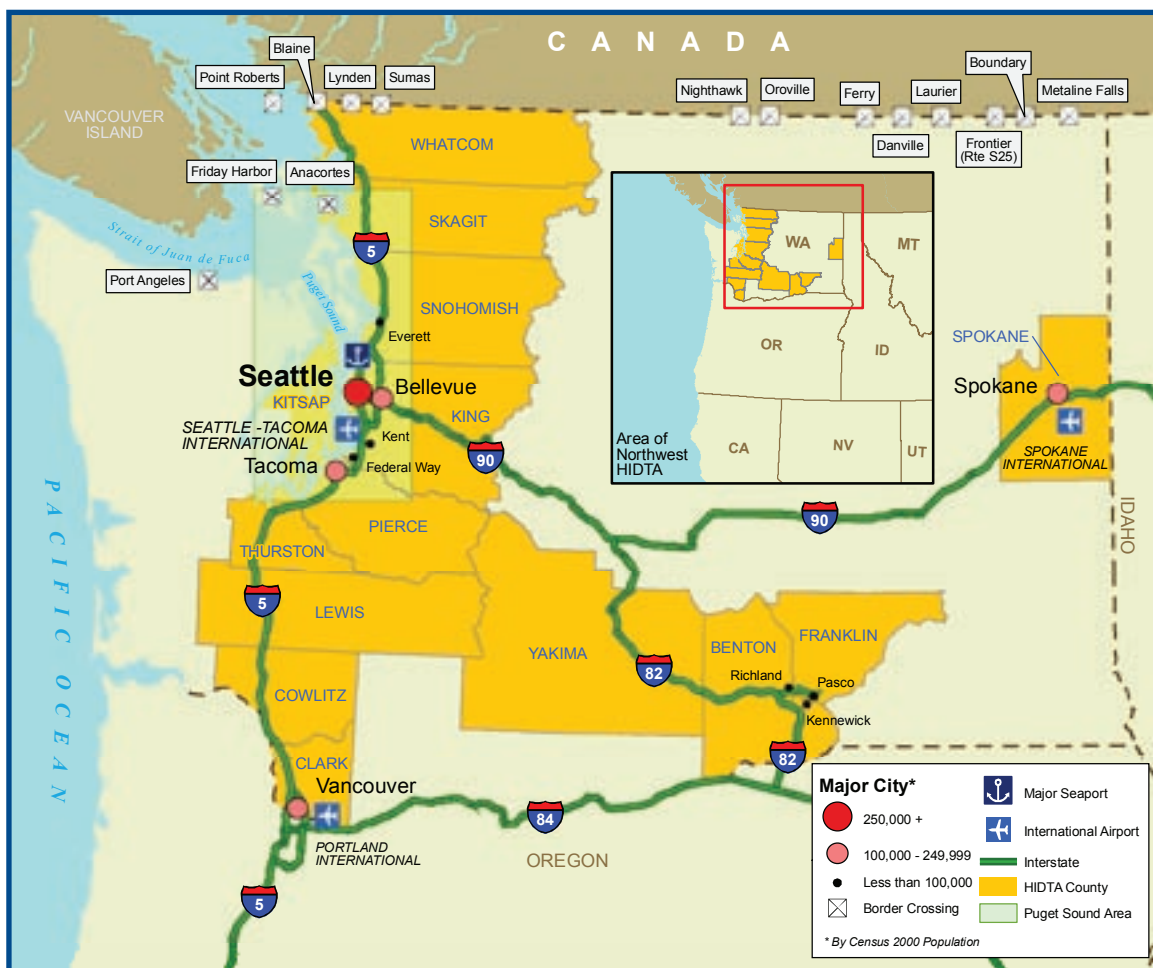 C A N A D A
Blaine
Point Roberts
Lynden
Sumas
Boundary
Nighthawk
Oroville
Ferry
Laurier
Metaline Falls
Danville
Frontier
(Rte S25)
VANCOUVER
ISLAND
WHATCOM
Friday Harbor
Anacortes
SKAGIT
Strait of Juan de Fuca
5
Port Angeles
Puget Sound
SNOHOMISH
Everett
Seattle
Bellevue
KITSAP
KING
SEATTLE -TACOMA
INTERNATIONAL
Kent
Tacoma
Federal Way
90
WA
MT
OR
ID
CA
NV
UT
Area of
Northwest
HIDTA
SPOKANE
Spokane
SPOKANE
INTERNATIONAL
90
IDAHO
PACIFIC OCEAN
PIERCE
THURSTON
5
LEWIS
YAKIMA
BENTON
FRANKLIN
82
Richland
Pasco
Kennewick
COWLITZ
82
CLARK
Vancouver
84
PORTLAND
INTERNATIONAL
OREGON
5
Major City*
250,000 +
100,000 - 249,999
Less than 100,000
Border Crossing
* By Census 2000 Population
Major Seaport
International Airport
Interstate
HIDTA County
Puget Sound Area